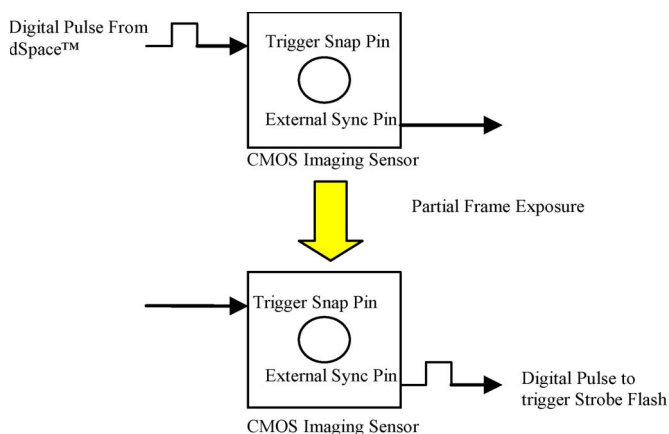 Digital Pulse From
dSpace™
Trigger Snap Pin
External Sync Pin
CMOS Imaging Sensor
Partial Frame Exposure
Trigger Snap Pin
External Sync Pin
Digital Pulse to
trigger Strobe Flash
CMOS Imaging Sensor